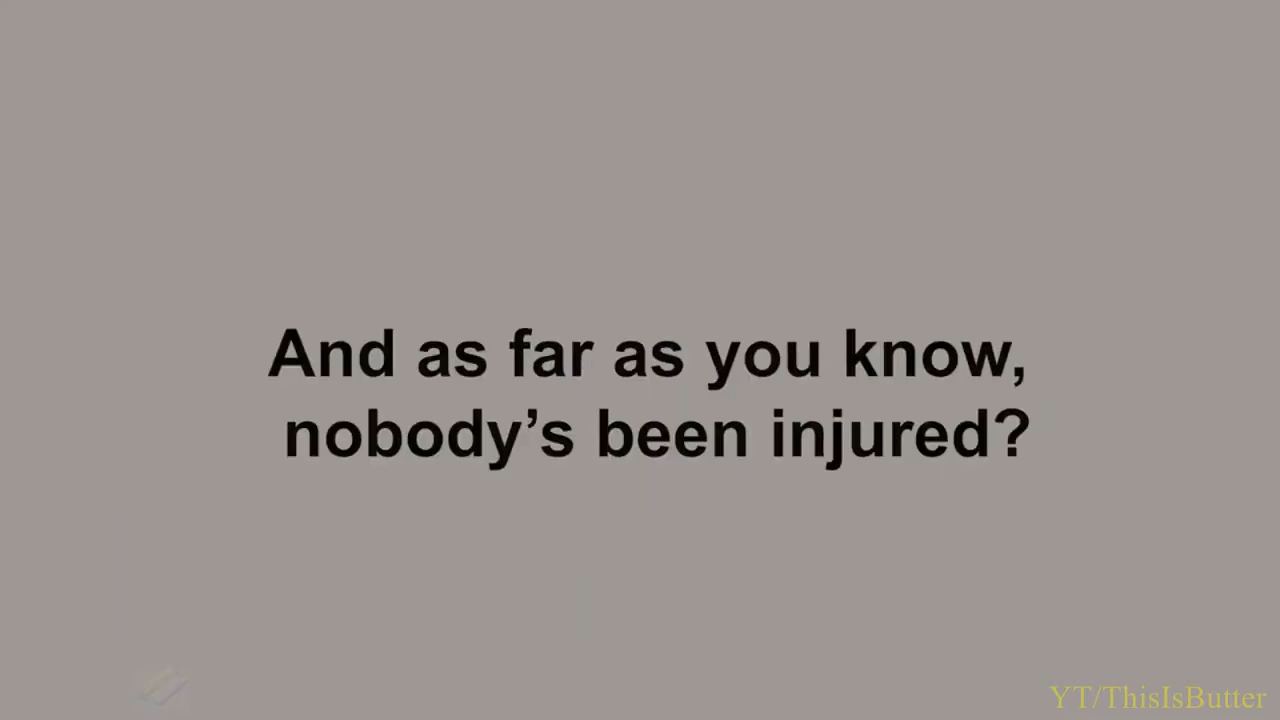 And as far as you know,
nobody’s been injured?
YT/ThisIsButter